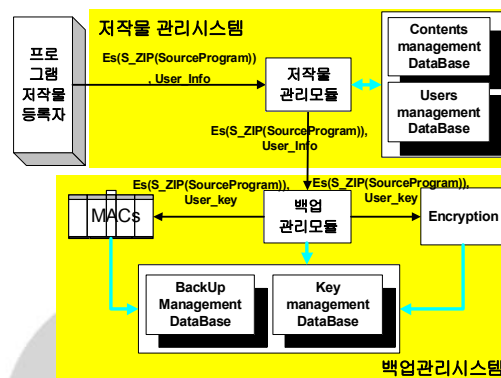 저작물 관리시스템
프로
그램
저작물
등록자
Es(S_ZIP(SourceProgram))
, User_Info
저작물
관리모듈
Contents
management
DataBase
Users
management
DataBase
Es(S_ZIP(SourceProgram)),
User_Info
Es(S_ZIP(SourceProgram)),
User_key
Es(S_ZIP(SourceProgram)),
User_key
MACs
백업
관리모듈
Encryption
BackUp
Management
DataBase
Key
management
DataBase
백업관리시스템